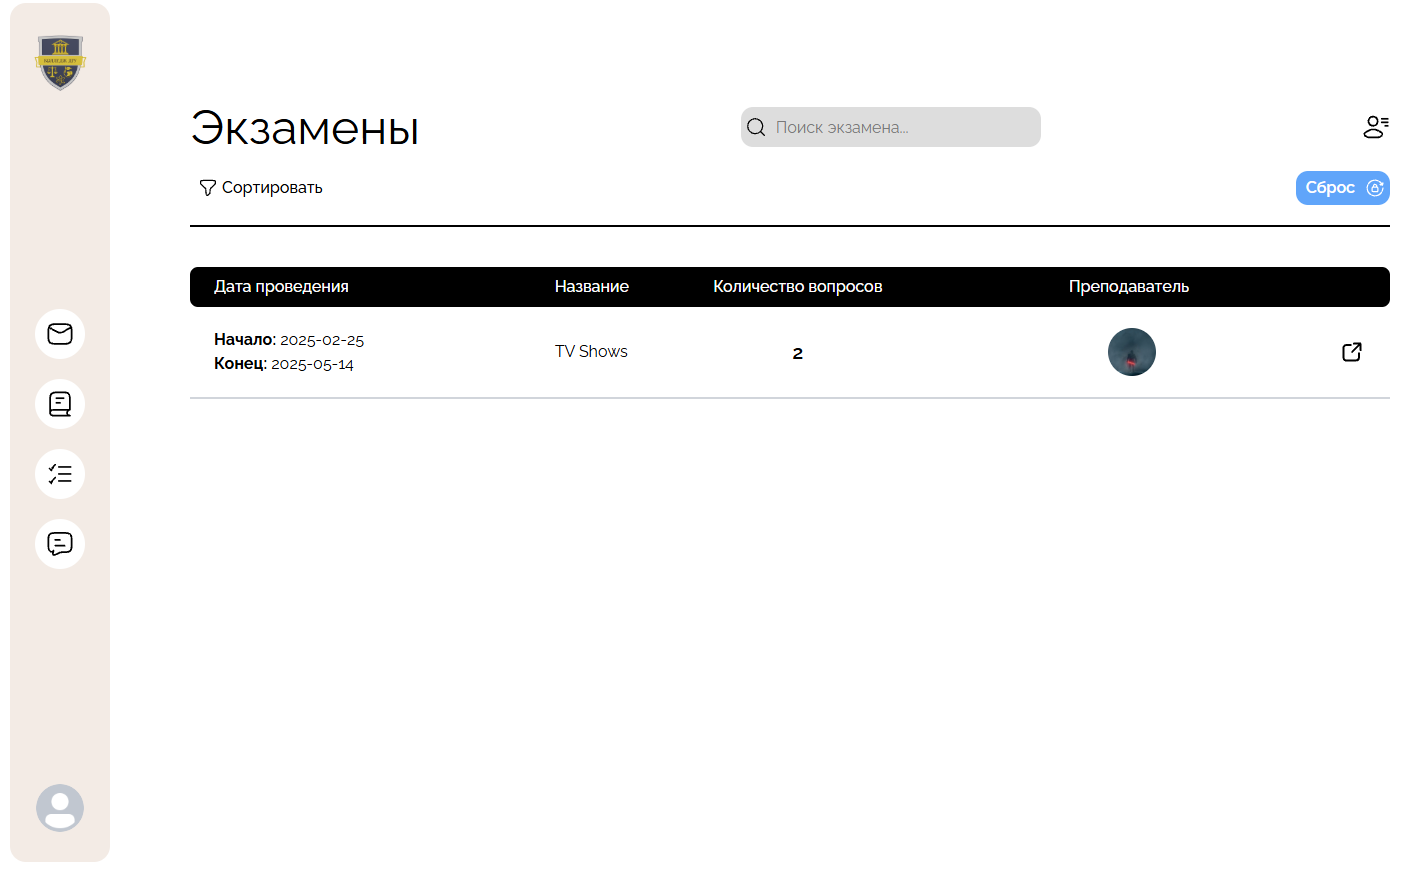 Экзамены
Поиск экзамена...
Сортировать
Сброс
Дата проведения Название Количество вопросов Преподаватель
Начало: 2025-02-25
Конец: 2025-05-14
TV Shows
2